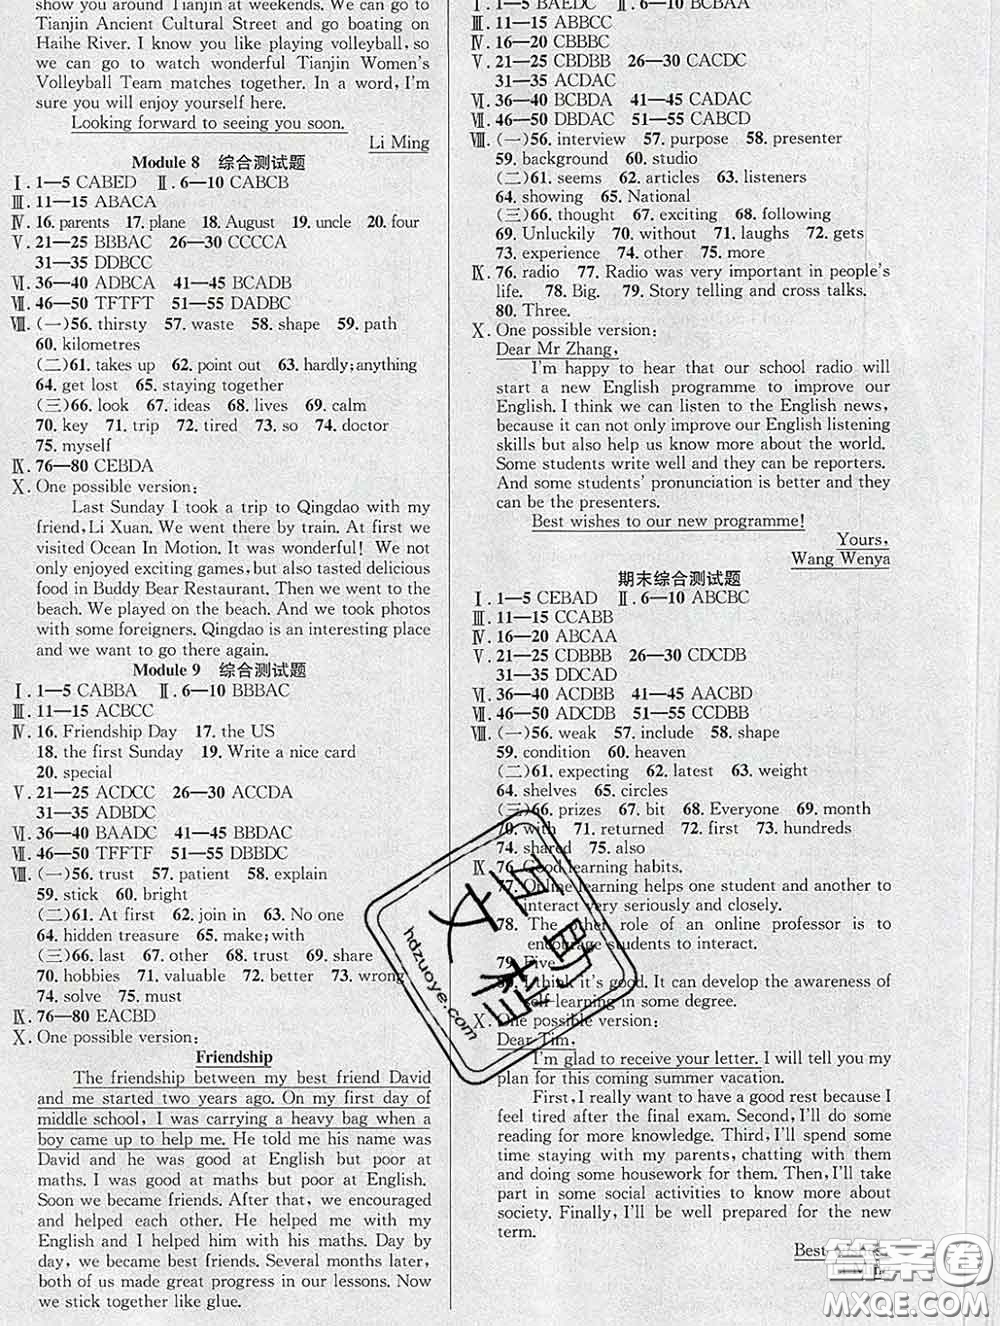 show you around Tianjin at weekends. We can go to
Tianjin Ancient Cultural Street and go boating on
Haihe River. I know you like playing volleyball, so
we can go to watch wonderful Tianjin Women's
Volleyball Team matches together. In a word, I'm
sure you will enjoy yourself here.
Looking forward to seeing you soon.
Li Ming
Module 8 综合测试题
Ⅰ. 1—5 CABED Ⅱ. 6—10 CABCB
Ⅲ. 11—15 ABACA
Ⅳ. 16. parents 17. plane 18. August 19. uncle 20. four
Ⅴ. 21—25 BBBAC 26—30 CCCCA
31—35 DDBCC
Ⅵ. 36—40 ADBCA 41—45 BCADB
Ⅶ. 46—50 TFTFT 51—55 DADBC
Ⅷ. (一)56. thirsty 57. waste 58. shape 59. path
60. kilometres
(二)61. takes up 62. point out 63. hardly; anything
64. get lost 65. staying together
(三)66. look 67. ideas 68. lives 69. calm
70. key 71. trip 72. tired 73. so 74. doctor
75. myself
Ⅸ. 76—80 CEBDA
Ⅹ. One possible version:
Last Sunday I took a trip to Qingdao with my
friend, Li Xuan. We went there by train. At first we
visited Ocean In Motion. It was wonderful! We not
only enjoyed exciting games, but also tasted delicious
food in Buddy Bear Restaurant. Then we went to the
beach. We played on the beach. And we took photos
with some foreigners. Qingdao is an interesting place
and we want to go there again.
Module 9 综合测试题
Ⅰ. 1—5 CABBA Ⅱ. 6—10 BBBAC
Ⅲ. 11—15 ACBCC
Ⅳ. 16. Friendship Day 17. the US
18. the first Sunday 19. Write a nice card
20. special
Ⅴ. 21—25 ACDCC 26—30 ACCDA
31—35 ADBDC
Ⅵ. 36—40 BAADC 41—45 BBDAC
Ⅶ. 46—50 TFFTF 51—55 DBBDC
Ⅷ. (一)56. trust 57. patient 58. explain
59. stick 60. bright
(二)61. At first 62. join in 63. No one
64. hidden treasure 65. make; with
(三)66. last 67. other 68. trust 69. share
70. hobbies 71. valuable 72. better 73. wrong
74. solve 75. must
Ⅸ. 76—80 EACBD
Ⅹ. One possible version:
Friendship
The friendship between my best friend David
and me started two years ago. On my first day of
middle school, I was carrying a heavy bag when a
boy came up to help me. He told me his name was
David and he was good at English but poor at
maths. I was good at maths but poor at English.
Soon we became friends. After that, we encouraged
and helped each other. He helped me with my
English and I helped him with his maths. Day by
day, we became best friends. Several months later,
both of us made great progress in our lessons. Now
we stick together like glue.
Ⅰ. 1—5 BAEDC Ⅱ. 6—10 BCBAA
Ⅲ. 11—15 ABBCC
Ⅳ. 16—20 CBBBC
Ⅴ. 21—25 CBDBB 26—30 CACDC
31—35 ACDAC
Ⅵ. 36—40 BCBDA 41—45 CADAC
Ⅶ. 46—50 DBDAC 51—55 CABCD
Ⅷ. (一)56. interview 57. purpose 58. presenter
59. background 60. studio
(二)61. seems 62. articles 63. listeners
64. showing 65. National
(三)66. thought 67. exciting 68. following
69. Unluckily 70. without 71. laughs 72. gets
73. experience 74. other 75. more
Ⅸ. 76. radio 77. Radio was very important in people's
life. 78. Big. 79. Story telling and cross talks.
80. Three.
Ⅹ. One possible version:
Dear Mr Zhang,
I'm happy to hear that our school radio will
start a new English programme to improve our
English. I think we can listen to the English news,
because it can not only improve our English listening
skills but also help us know more about the world.
Some students write well and they can be reporters.
And some students' pronunciation is better and they
can be the presenters.
Best wishes to our new programme!
Yours,
Wang Wenya
期末综合测试题
Ⅰ. 1—5 CEBAD Ⅱ. 6—10 ABCBC
Ⅲ. 11—15 CCABB
Ⅳ. 16—20 ABCAA
Ⅴ. 21—25 CDBBB 26—30 CDCDB
31—35 DDCAD
Ⅵ. 36—40 ACDBB 41—45 AACBD
Ⅶ. 46—50 ADCDB 51—55 CCDBB
Ⅷ. (一)56. weak 57. include 58. shape
59. condition 60. heaven
(二)61. expecting 62. latest 63. weight
64. shelves 65. circles
(三)66. prizes 67. bit 68. Everyone 69. month
70. with 71. returned 72. first 73. hundreds
74. shared 75. also
Ⅸ. 76. Good learning habits.
77. Online learning helps one student and another to
interact very seriously and closely.
78. The other role of an online professor is to
encourage students to interact.
79. Five.
80. I think it's good. It can develop the awareness of
self-learning in some degree.
Ⅹ. One possible version:
Dear Tim,
I'm glad to receive your letter. I will tell you my
plan for this coming summer vacation.
First, I really want to have a good rest because I
feel tired after the final exam. Second, I'll do some
reading for more knowledge. Third, I'll spend some
time staying with my parents, chatting with them
and doing some housework for them. Then, I'll take
part in some social activities to know more about
society. Finally, I'll be well prepared for the new
term.
Best
hdzuoye.com
答案圈
MXQE.COM